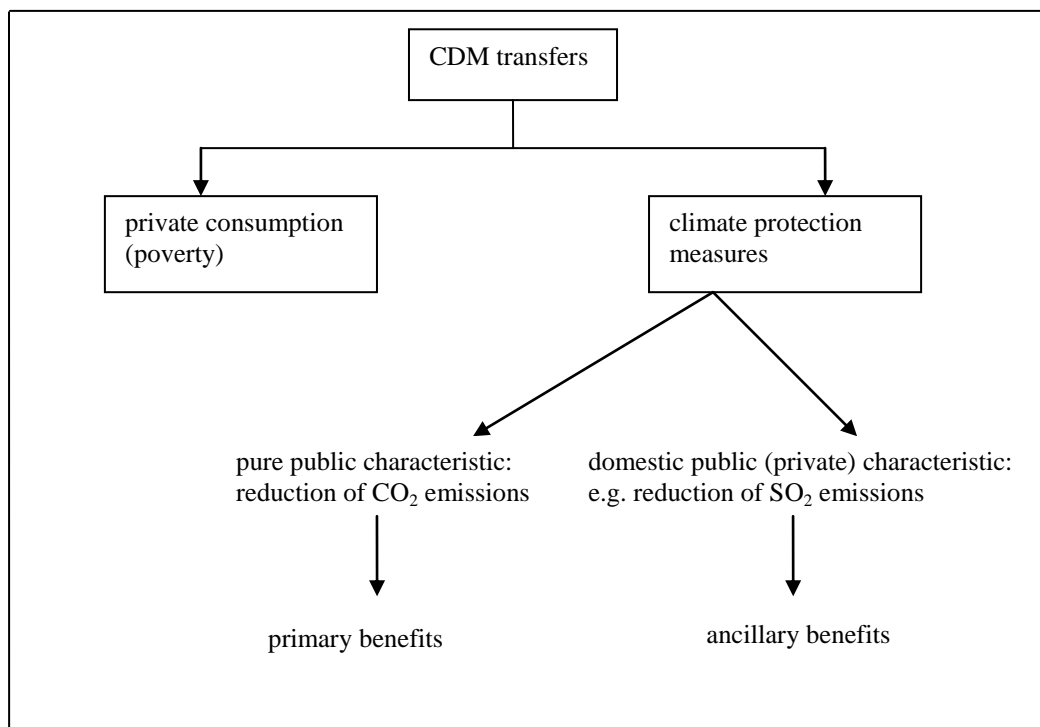 CDM transfers
private consumption
(poverty)
climate protection
measures
pure public characteristic:
reduction of CO₂ emissions
domestic public (private) characteristic:
e.g. reduction of SO₂ emissions
primary benefits
ancillary benefits